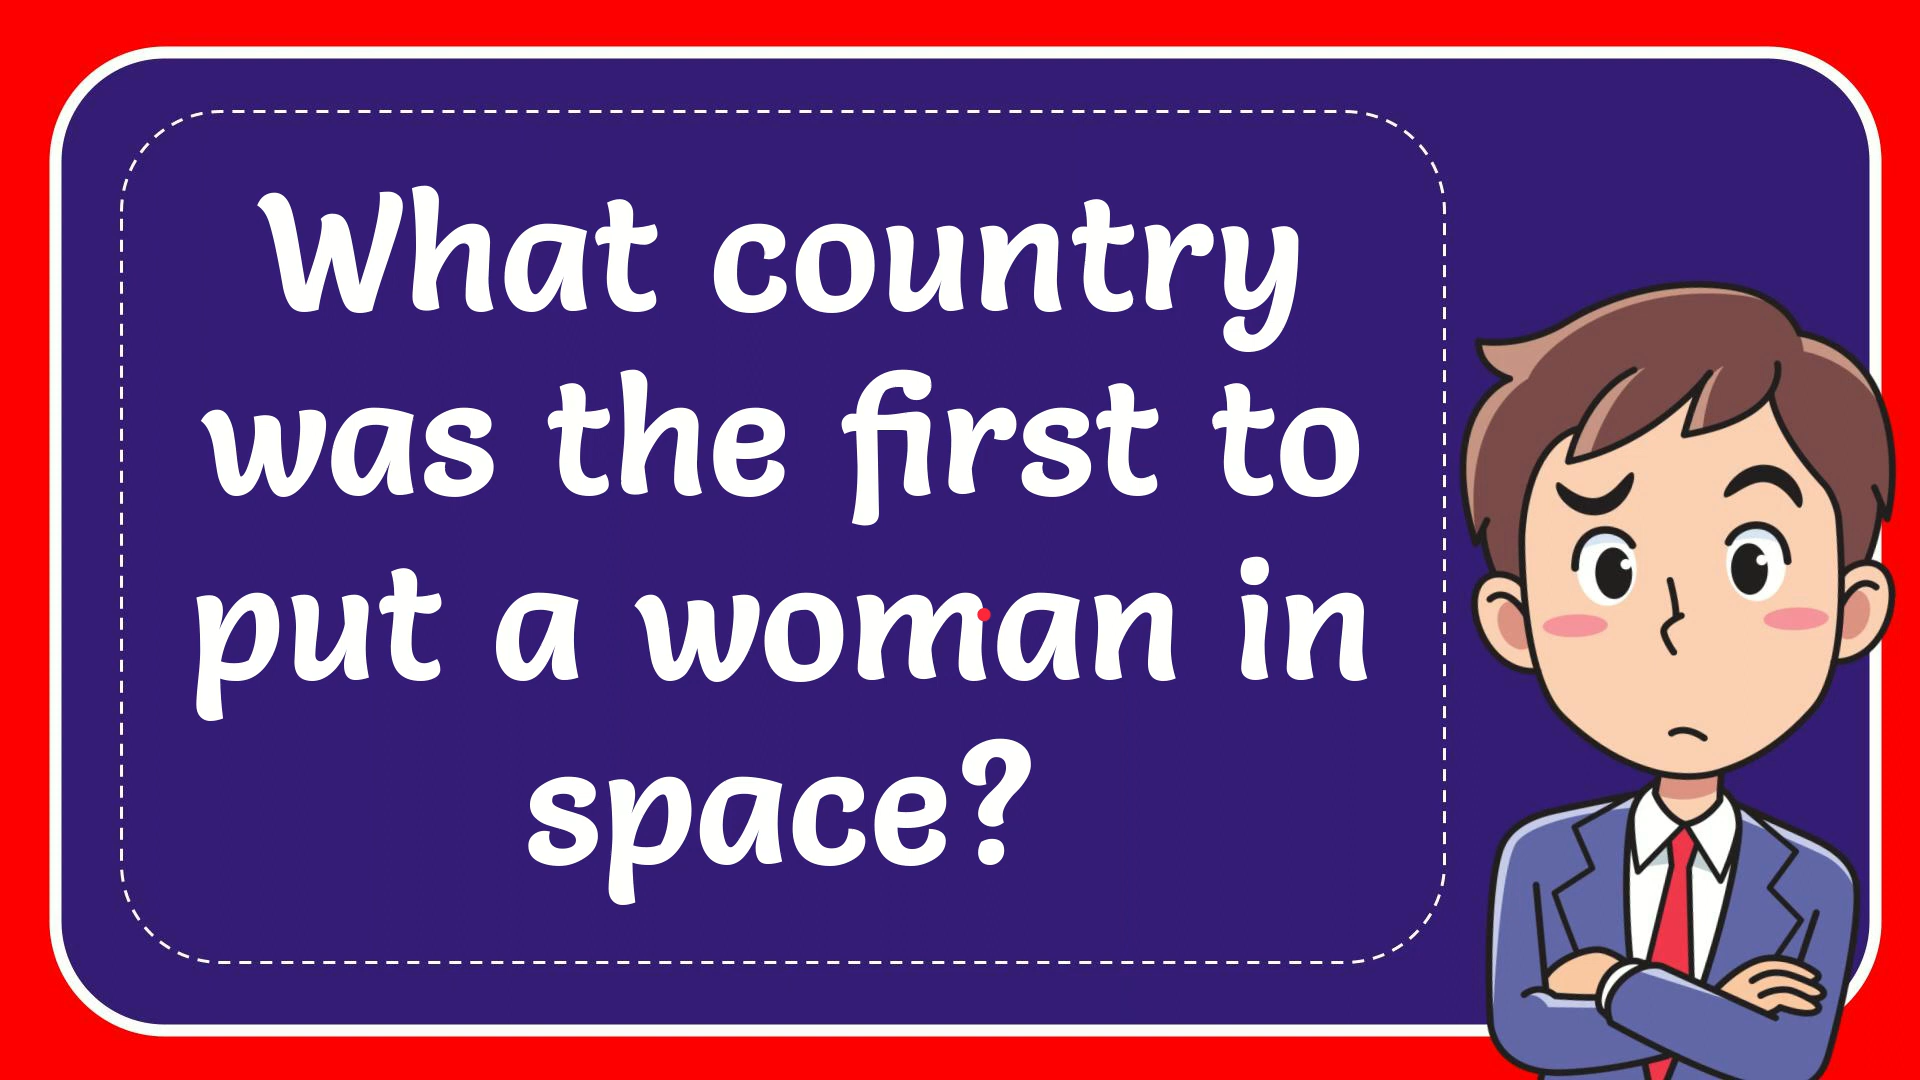 What country
was the first to
put a woman in
space?